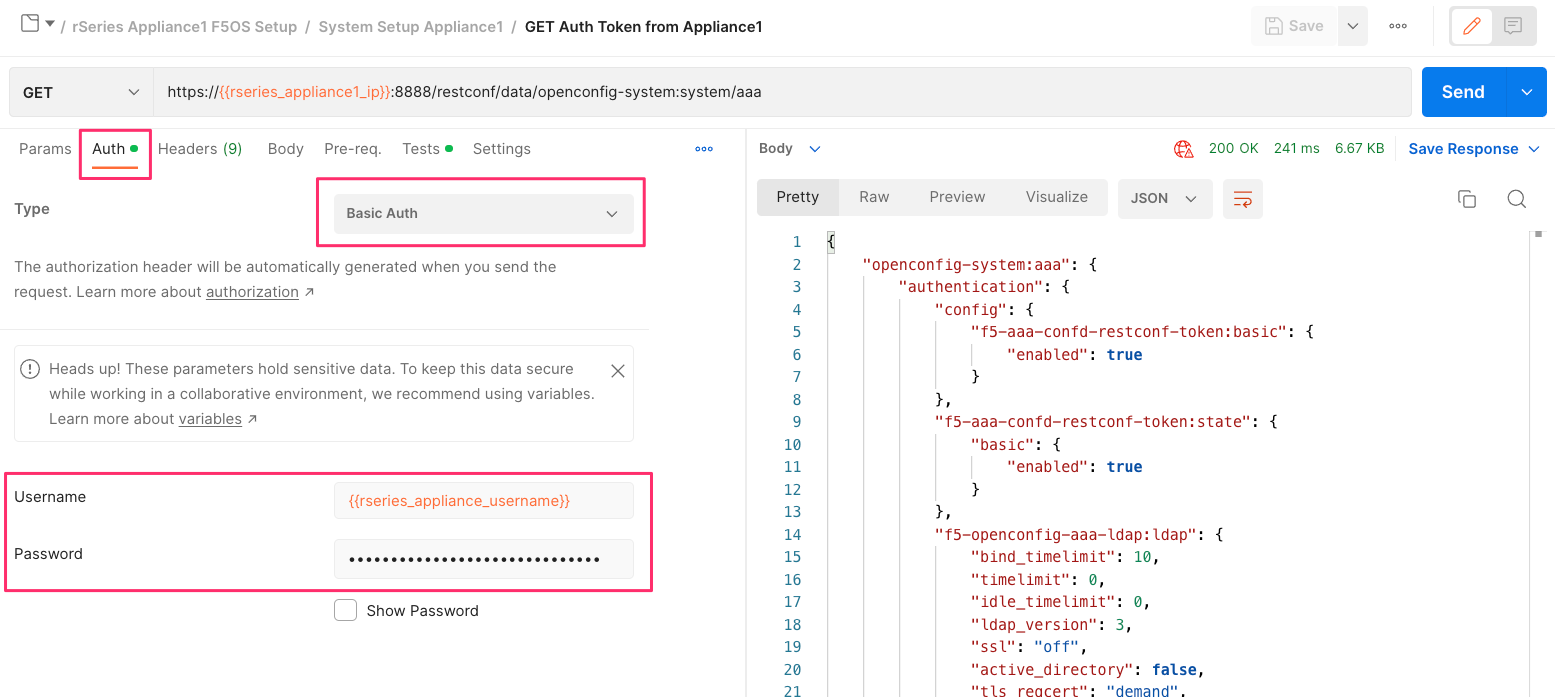 / rSeries Appliance1 F5OS Setup / System Setup Appliance1 / GET Auth Token from Appliance1
Save
GET
https://{{rseries_appliance1_ip}}:8888/restconf/data/openconfig-system:system/aaa
Send
Params
Auth
Headers (9)
Body
Pre-req.
Tests
Settings
Type
Basic Auth
The authorization header will be automatically generated when you send the
request. Learn more about authorization ↗
Heads up! These parameters hold sensitive data. To keep this data secure
while working in a collaborative environment, we recommend using variables.
Learn more about variables ↗
Username
{{rseries_appliance_username}}
Password
••••••••••••••••••••••••••••••
Show Password
Body
200 OK
241 ms
6.67 KB
Save Response
Pretty
Raw
Preview
Visualize
JSON
1 {
2 "openconfig-system:aaa": {
3 "authentication": {
4 "config": {
5 "f5-aaa-confd-restconf-token:basic": {
6 "enabled": true
7 }
8 },
9 "f5-aaa-confd-restconf-token:state": {
10 "basic": {
11 "enabled": true
12 }
13 },
14 "f5-openconfig-aaa-ldap:ldap": {
15 "bind_timelimit": 10,
16 "timelimit": 0,
17 "idle_timelimit": 0,
18 "ldap_version": 3,
19 "ssl": "off",
20 "active_directory": false,
21 "tls_reqcert": "demand",